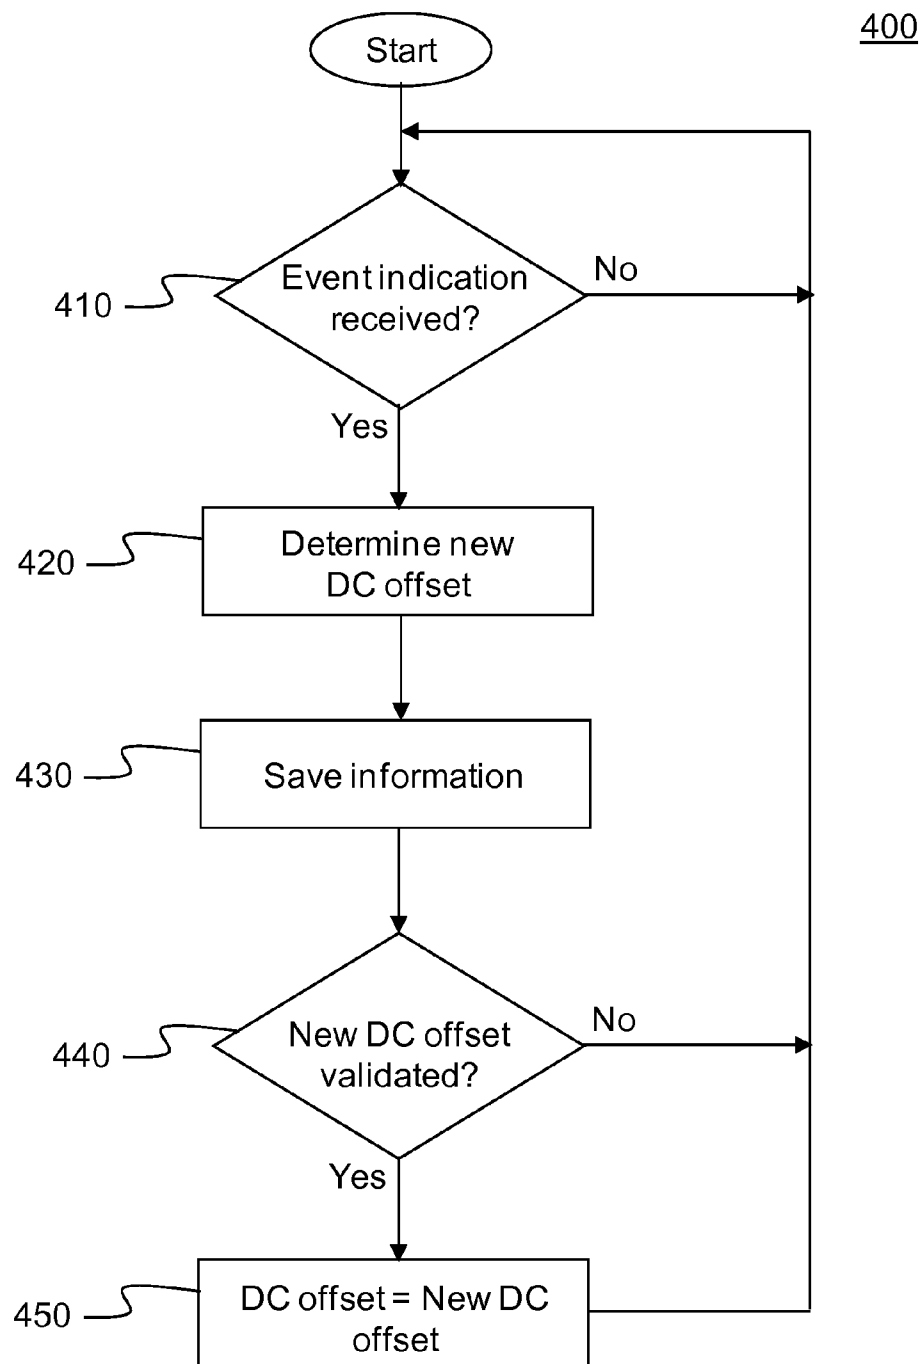 400
Start
Event indication
received?
No
410
Yes
Determine new
DC offset
420
Save information
430
New DC offset
validated?
No
440
Yes
DC offset = New DC
offset
450